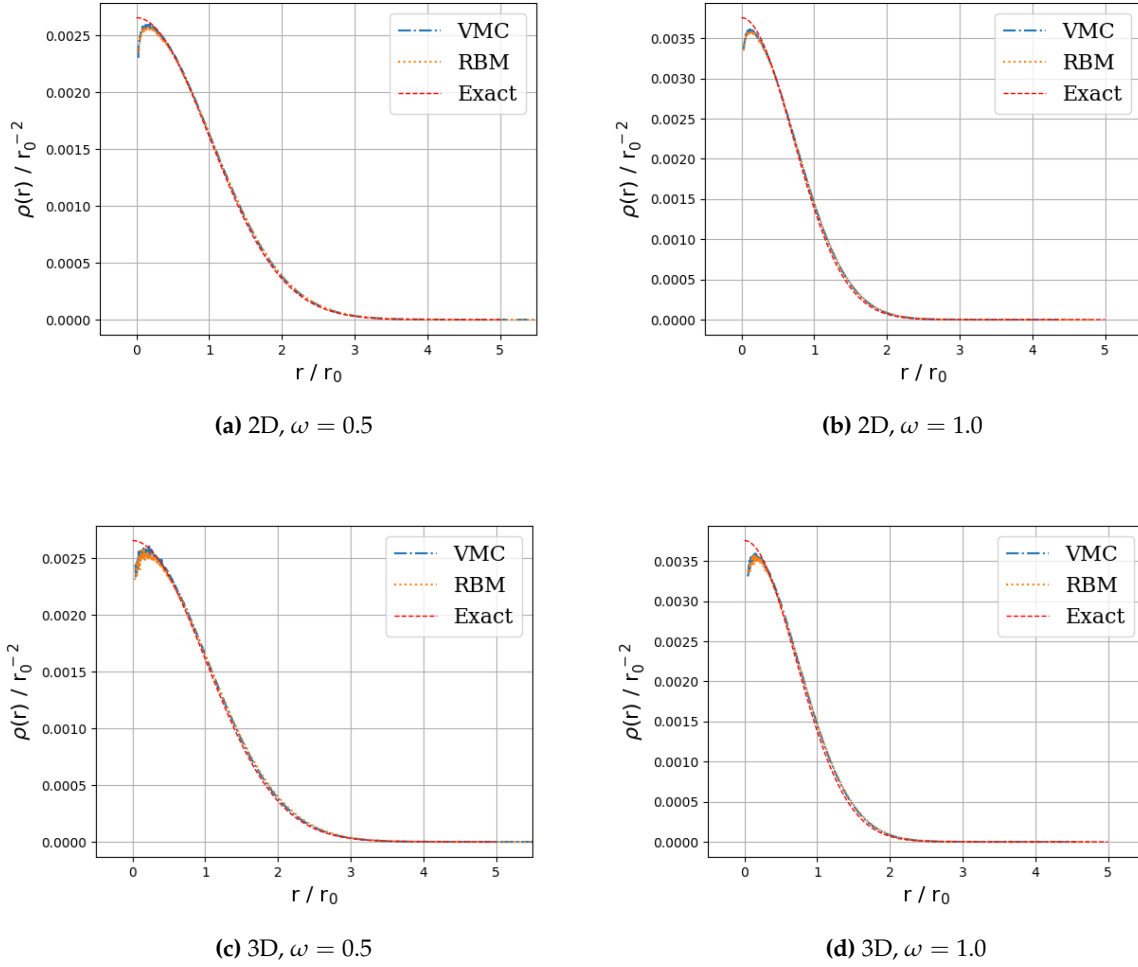 0.0025
0.0020
0.0015
0.0010
0.0005
0.0000
ρ(r) / r₀⁻²
VMC
RBM
Exact
0 1 2 3 4 5
r / r₀
(a) 2D, ω = 0.5
0.0035
0.0030
0.0025
0.0020
0.0015
0.0010
0.0005
0.0000
ρ(r) / r₀⁻²
VMC
RBM
Exact
0 1 2 3 4 5
r / r₀
(b) 2D, ω = 1.0
0.0025
0.0020
0.0015
0.0010
0.0005
0.0000
ρ(r) / r₀⁻²
VMC
RBM
Exact
0 1 2 3 4 5
r / r₀
(c) 3D, ω = 0.5
0.0035
0.0030
0.0025
0.0020
0.0015
0.0010
0.0005
0.0000
ρ(r) / r₀⁻²
VMC
RBM
Exact
0 1 2 3 4 5
r / r₀
(d) 3D, ω = 1.0